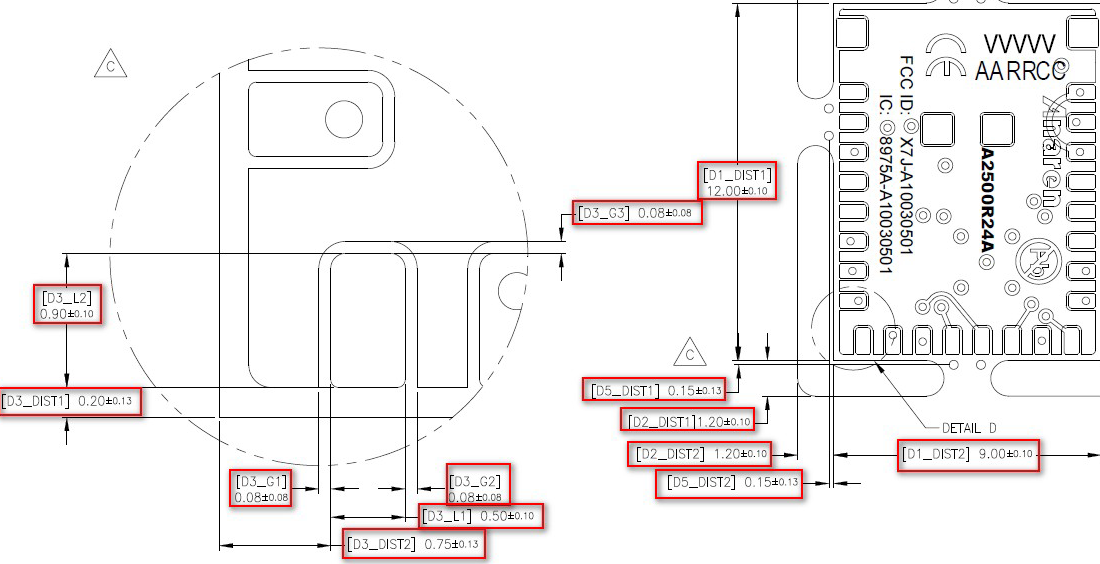 C
[D3_L2]
0.90±0.10
[D3_DIST1] 0.20±0.13
[D3_G1]
0.08±0.08
[D3_G2]
0.08±0.08
[D3_L1] 0.50±0.10
[D3_DIST2] 0.75±0.13
[D3_G3] 0.08±0.08
[D1_DIST1]
12.00±0.10
C
[D5_DIST1] 0.15±0.13
[D2_DIST1]1.20±0.10
[D2_DIST2] 1.20±0.10
[D5_DIST2] 0.15±0.13
DETAIL D
[D1_DIST2] 9.00±0.10
VVVVV
AARRCC
CE
FCC ID: X7J-A10030501
IC: 8975A-A10030501
A2500R24A
Anaren
Pb